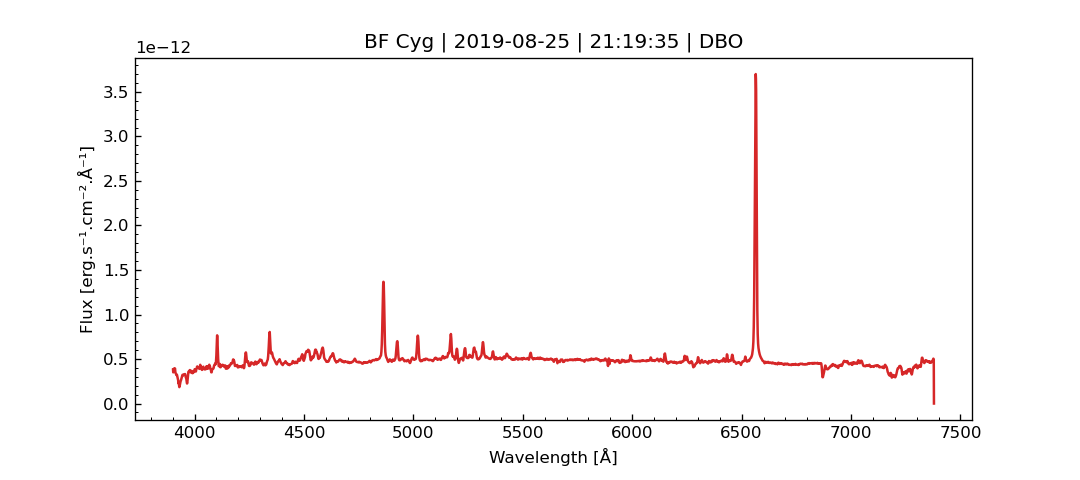 BF Cyg | 2019-08-25 | 21:19:35 | DBO
1e−12
3.5
3.0
2.5
2.0
1.5
1.0
0.5
0.0
Flux [erg.s⁻¹.cm⁻².Å⁻¹]
4000 4500 5000 5500 6000 6500 7000 7500
Wavelength [Å]